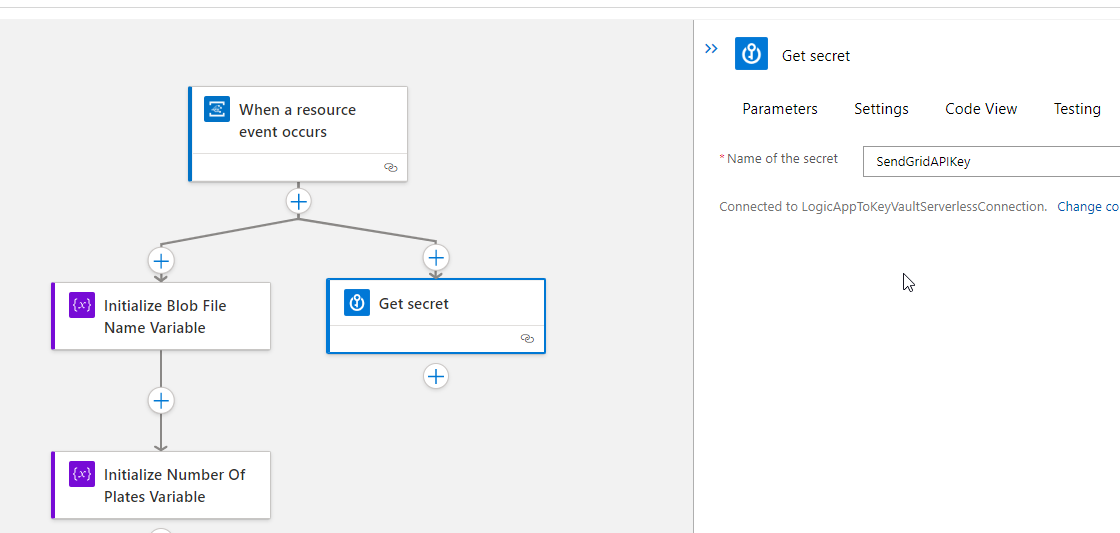 When a resource
event occurs
Initialize Blob File
Name Variable
Get secret
Initialize Number Of
Plates Variable
Get secret
Parameters Settings Code View Testing
*Name of the secret SendGridAPIKey
Connected to LogicAppToKeyVaultServerlessConnection. Change co